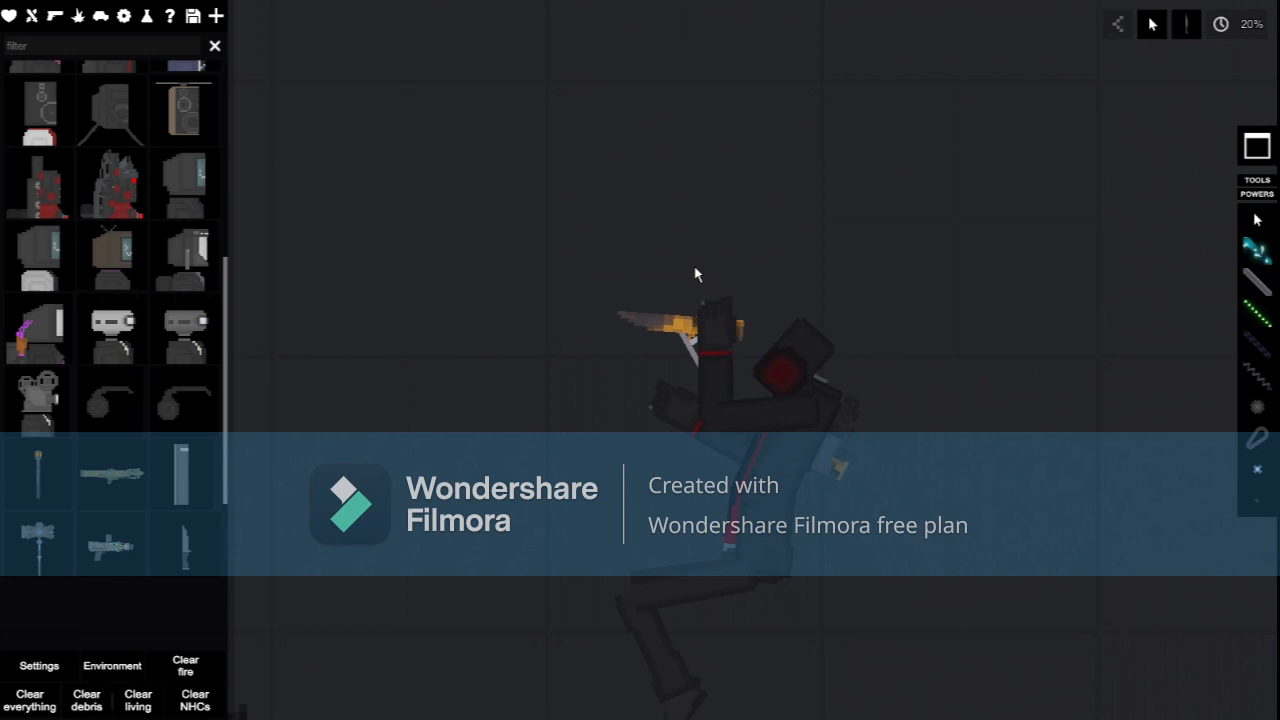 filter
20%
TOOLS
POWERS
Wondershare
Filmora
Created with
Wondershare Filmora free plan
Settings
Environment
Clear
fire
Clear
everything
Clear
debris
Clear
living
Clear
NHCs